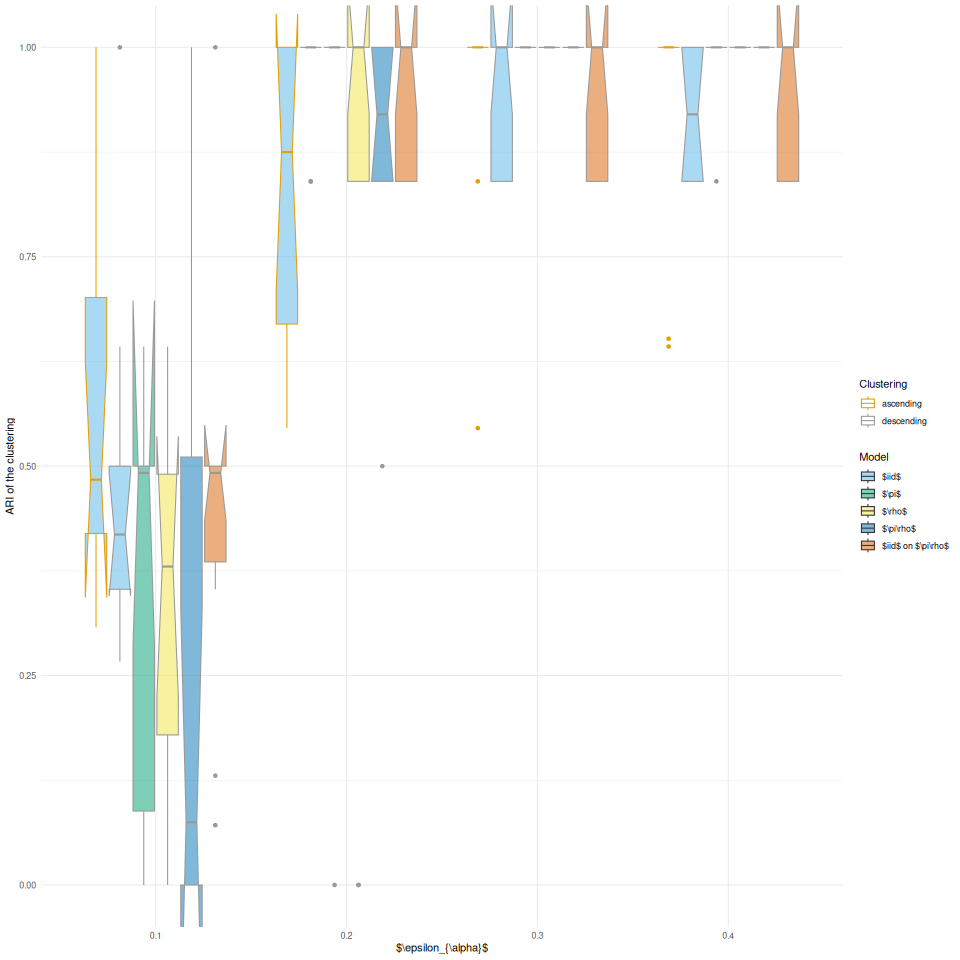 1.00
0.75
0.50
0.25
0.00
ARI of the clustering
0.1
0.2
0.3
0.4
$\epsilon_{\alpha}$
Clustering
ascending
descending
Model
$iid$
$\pi$
$\rho$
$\pi\rho$
$iid$ on $\pi\rho$